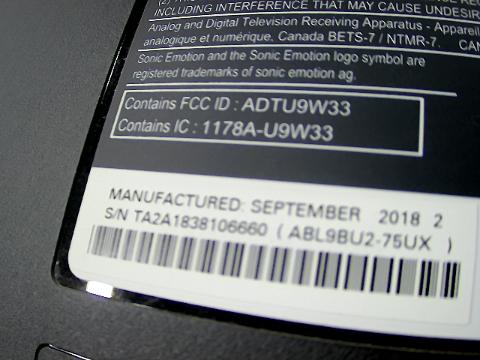 INCLUDING INTERFERENCE THAT MAY CAUSE UNDESIR
Analog and Digital Television Receiving Apparatus - Appareil
analogique et numérique, Canada BETS-7 / NTMR-7. CAN
Sonic Emotion and the Sonic Emotion logo symbol are
registered trademarks of sonic emotion ag.
Contains FCC ID : ADTU9W33
Contains IC : 1178A-U9W33
MANUFACTURED: SEPTEMBER 2018 2
S/N TA2A1838106660 ( ABL9BU2-75UX )